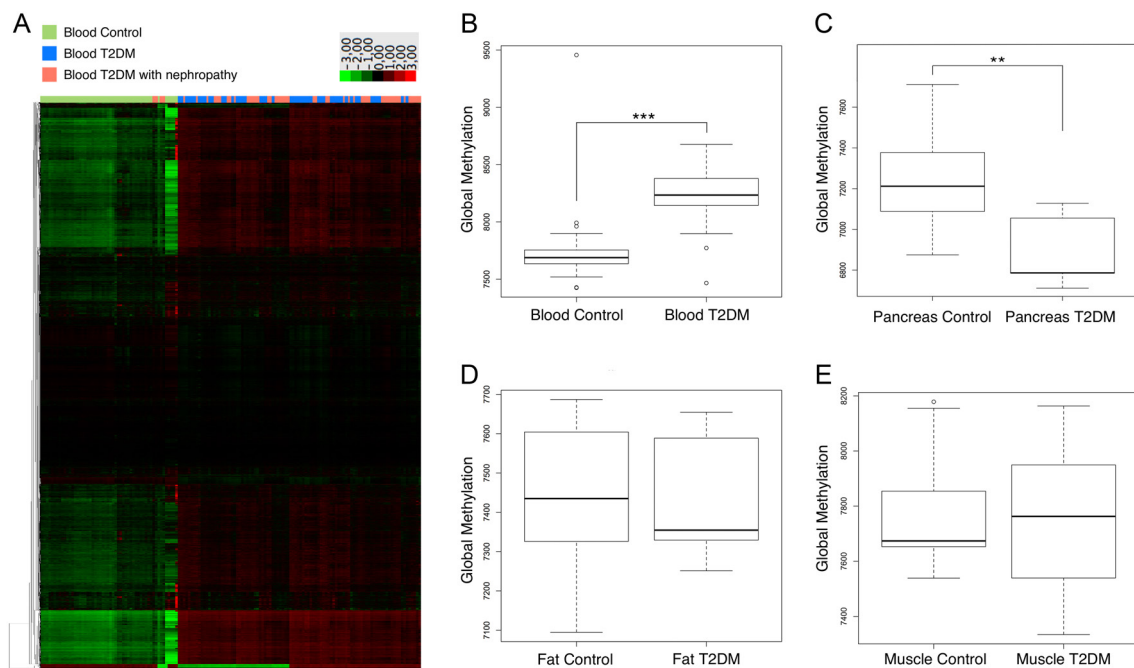 A
Blood Control
Blood T2DM
Blood T2DM with nephropathy
-3,00
-2,00
-1,00
0,00
1,00
2,00
3,00
B
Global Methylation
9500
9000
8500
8000
7500
***
Blood Control Blood T2DM
C
Global Methylation
7600
7400
7200
7000
6800
**
Pancreas Control Pancreas T2DM
D
Global Methylation
7700
7600
7500
7400
7300
7200
7100
Fat Control Fat T2DM
E
Global Methylation
8200
8000
7800
7600
7400
Muscle Control Muscle T2DM